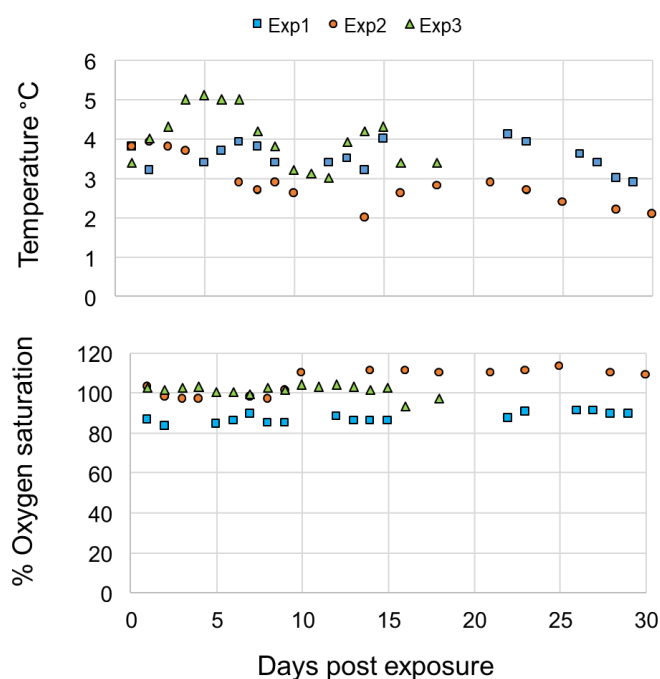 Exp1 Exp2 Exp3
Temperature °C
6
5
4
3
2
1
0
% Oxygen saturation
120
100
80
60
40
20
0
0 5 10 15 20 25 30
Days post exposure